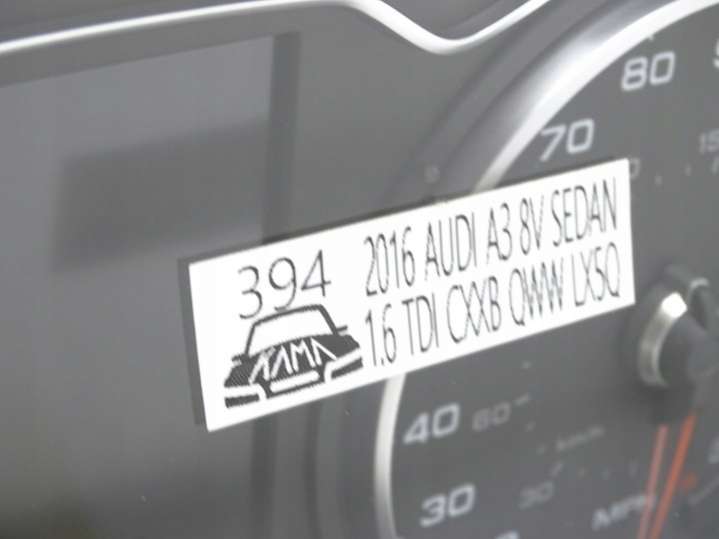 394
2016 AUDI A3 8V SEDAN
1.6 TDI CXXB QWW LX5Q
KAMA
80
70
40
60
30
30
km/h
MPH